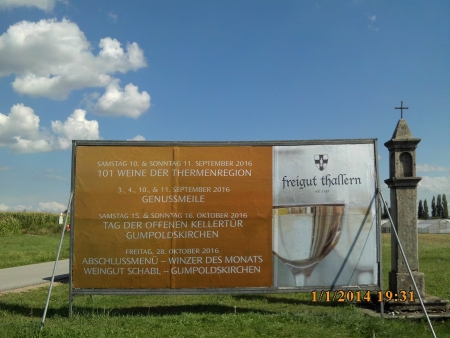 SAMSTAG 10. & SONNTAG 11. SEPTEMBER 2016
101 WEINE DER THERMENREGION
3., 4., 10., & 11. SEPTEMBER 2016
GENUSSMEILE
SAMSTAG 15. & SONNTAG 16. OKTOBER 2016
TAG DER OFFENEN KELLERTÜR
GUMPOLDSKIRCHEN
FREITAG, 28. OKTOBER 2016
ABSCHLUSSMENÜ – WINZER DES MONATS
WEINGUT SCHABL – GUMPOLDSKIRCHEN
freigut thallern
1/1/2014 19:31